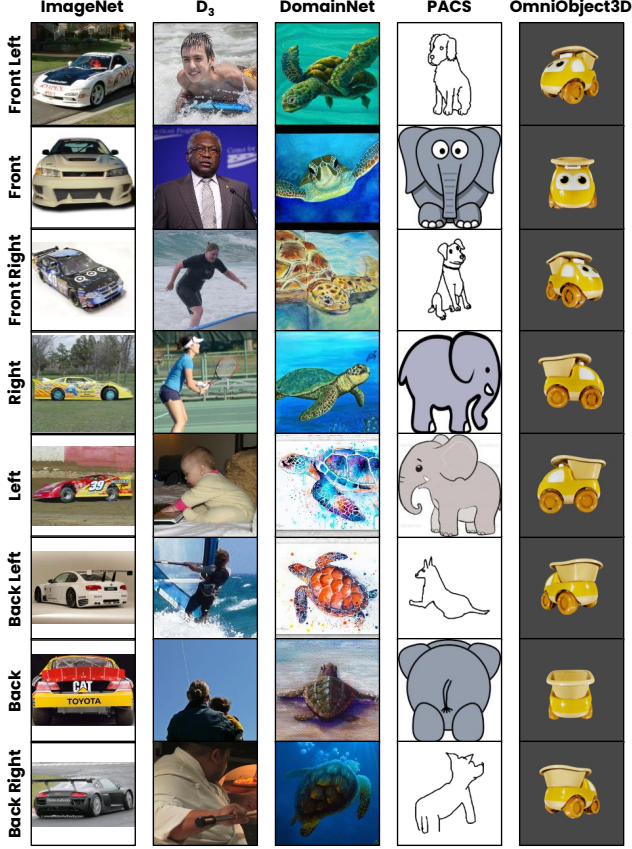 ImageNet D₃ DomainNet PACS OmniObject3D
Front Left
Front
Front Right
Right
Left
39
Back Left
Back
CAT
TOYOTA
Back Right